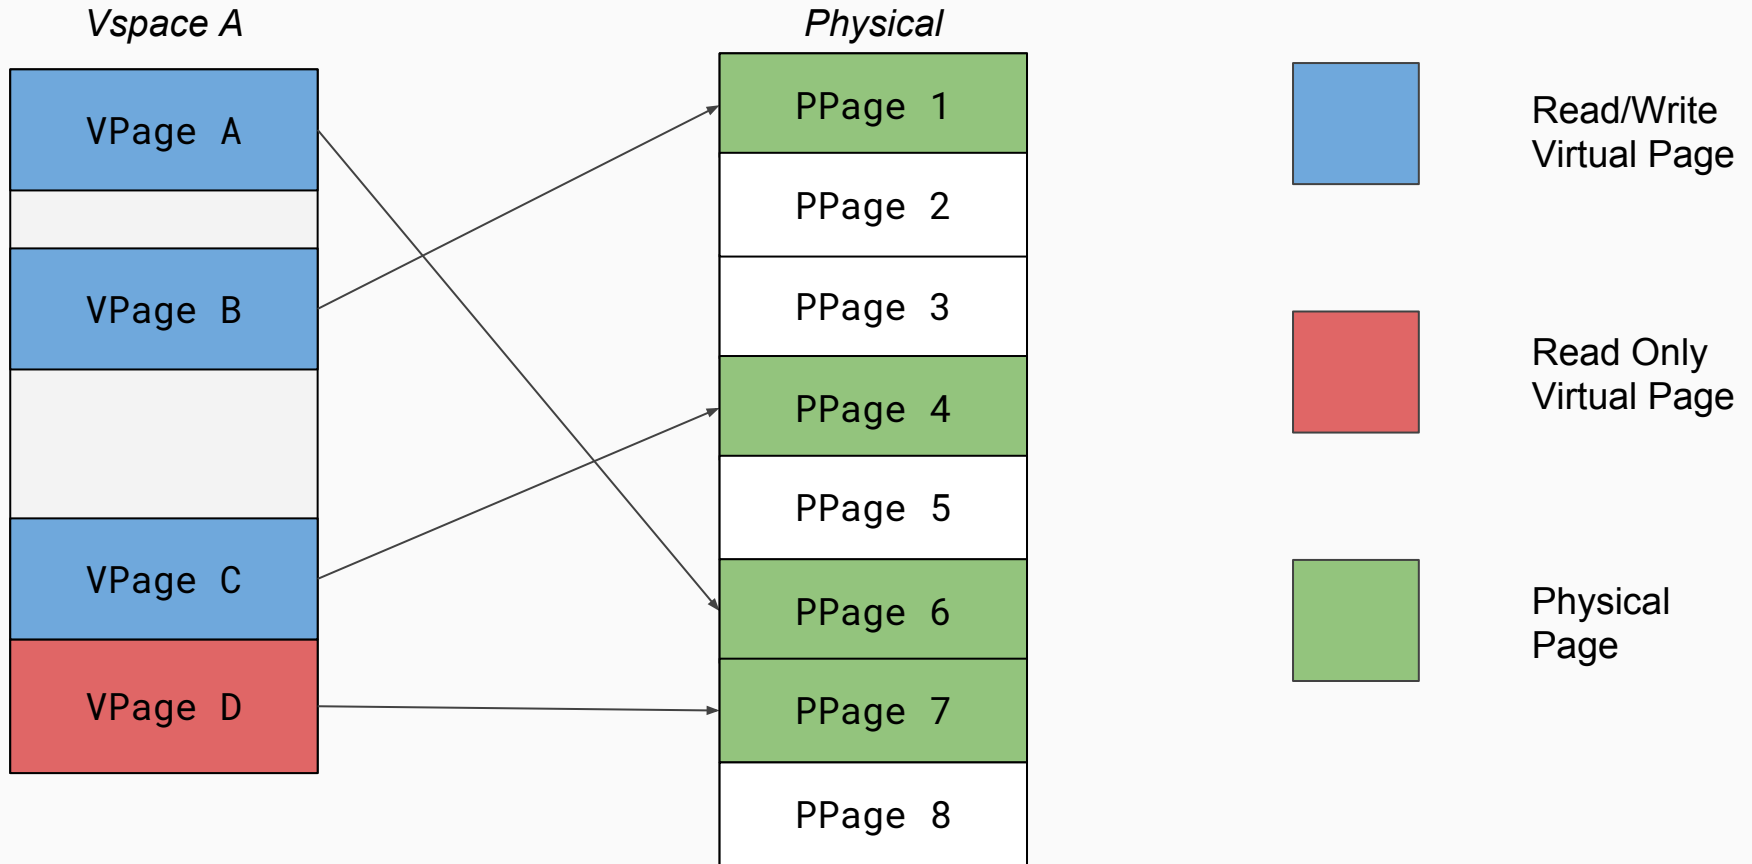 Vspace A
VPage A
VPage B
VPage C
VPage D
Physical
PPage 1
PPage 2
PPage 3
PPage 4
PPage 5
PPage 6
PPage 7
PPage 8
Read/Write
Virtual Page
Read Only
Virtual Page
Physical
Page